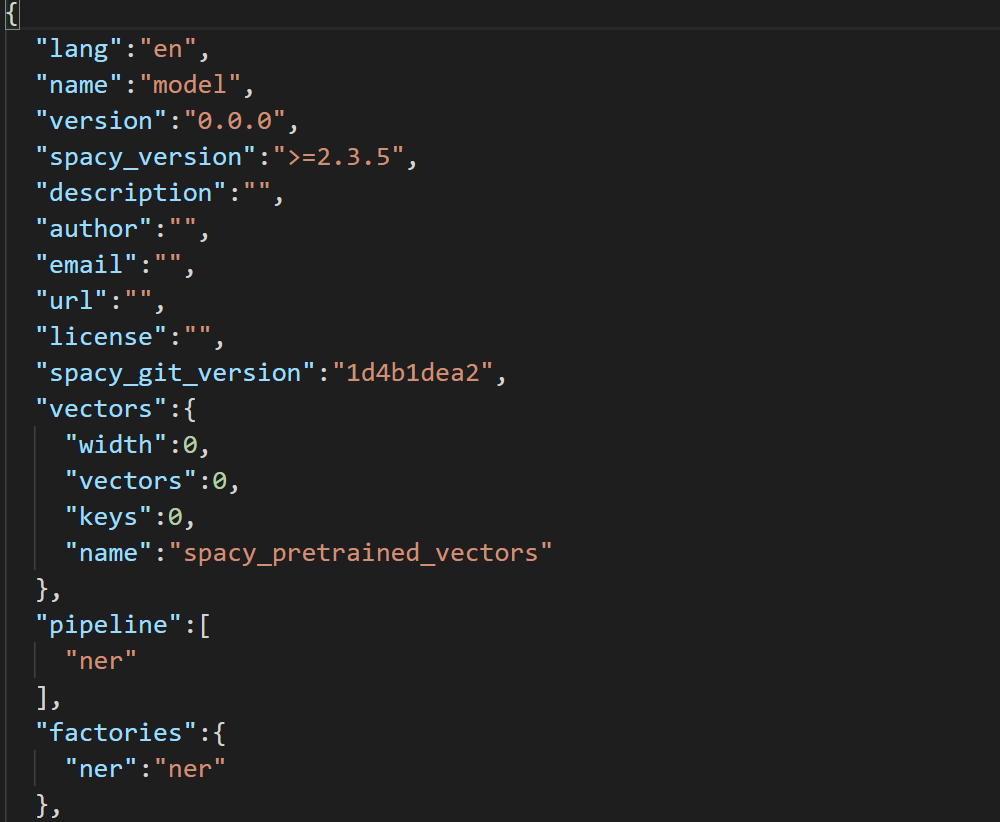 {
"lang":"en",
"name":"model",
"version":"0.0.0",
"spacy_version":">=2.3.5",
"description":"",
"author":"",
"email":"",
"url":"",
"license":"",
"spacy_git_version":"1d4b1dea2",
"vectors":{
"width":0,
"vectors":0,
"keys":0,
"name":"spacy_pretrained_vectors"
},
"pipeline":[
"ner"
],
"factories":{
"ner":"ner"
},